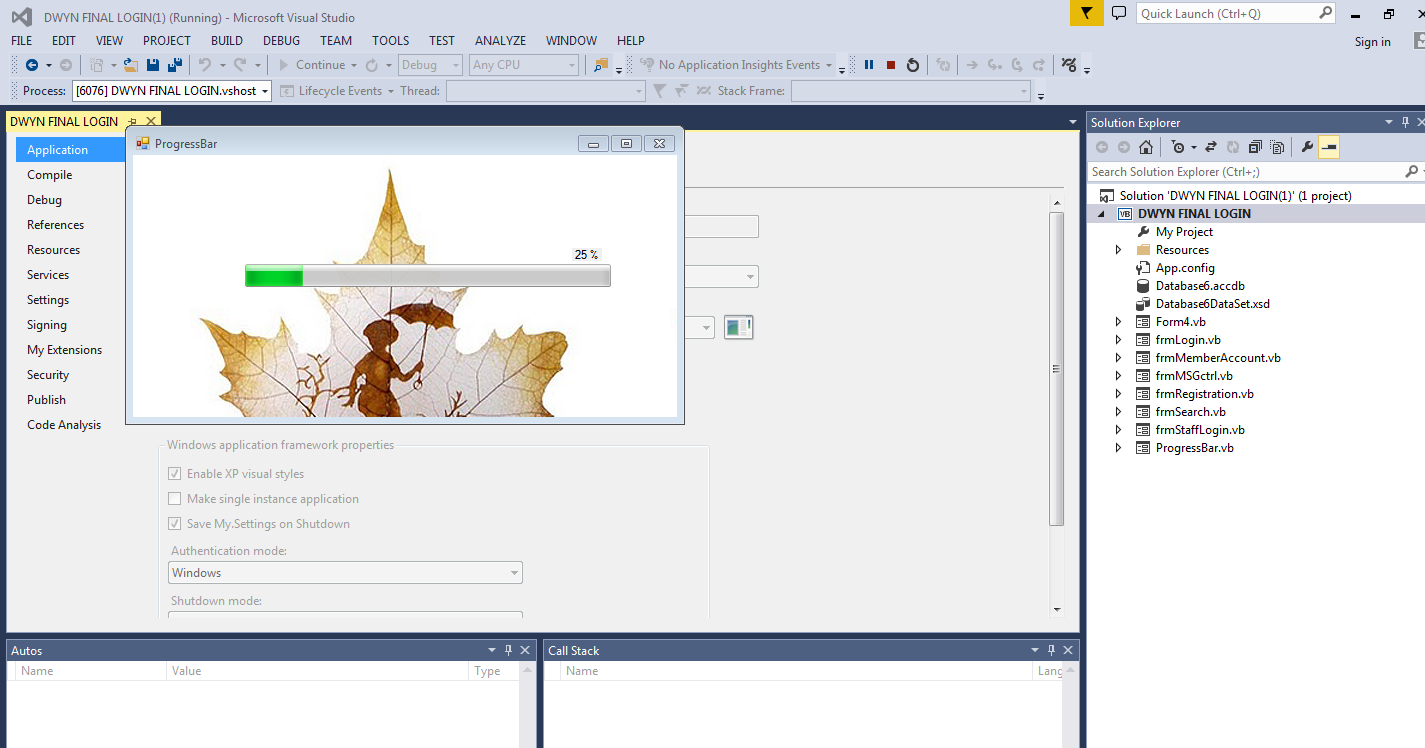 DWYN FINAL LOGIN(1) (Running) - Microsoft Visual Studio
Quick Launch (Ctrl+Q)
FILE EDIT VIEW PROJECT BUILD DEBUG TEAM TOOLS TEST ANALYZE WINDOW HELP
Sign in
Continue Debug Any CPU No Application Insights Events
Process: [6076] DWYN FINAL LOGIN.vshost Lifecycle Events Thread: Stack Frame:
DWYN FINAL LOGIN
Application
Compile
Debug
References
Resources
Services
Settings
Signing
My Extensions
Security
Publish
Code Analysis
ProgressBar
25 %
Windows application framework properties
Enable XP visual styles
Make single instance application
Save My.Settings on Shutdown
Authentication mode:
Windows
Shutdown mode:
Autos
Name Value Type
Call Stack
Name Lang
Solution Explorer
Search Solution Explorer (Ctrl+;)
Solution 'DWYN FINAL LOGIN(1)' (1 project)
VB DWYN FINAL LOGIN
My Project
Resources
App.config
Database6.accdb
Database6DataSet.xsd
Form4.vb
frmLogin.vb
frmMemberAccount.vb
frmMSGctrl.vb
frmRegistration.vb
frmSearch.vb
frmStaffLogin.vb
ProgressBar.vb